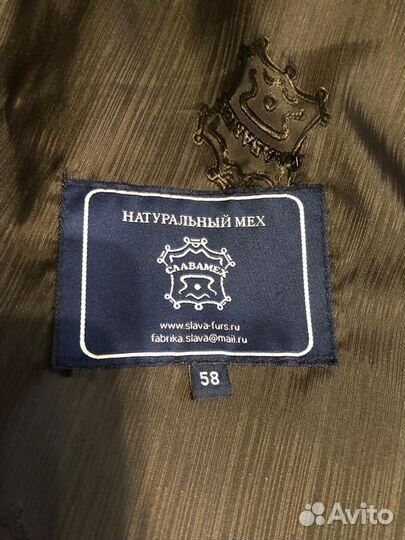 НАТУРАЛЬНЫЙ МЕХ
СЛАВАМЕХ
www.slava-furs.ru
fabrika.slava@mail.ru
58
Avito